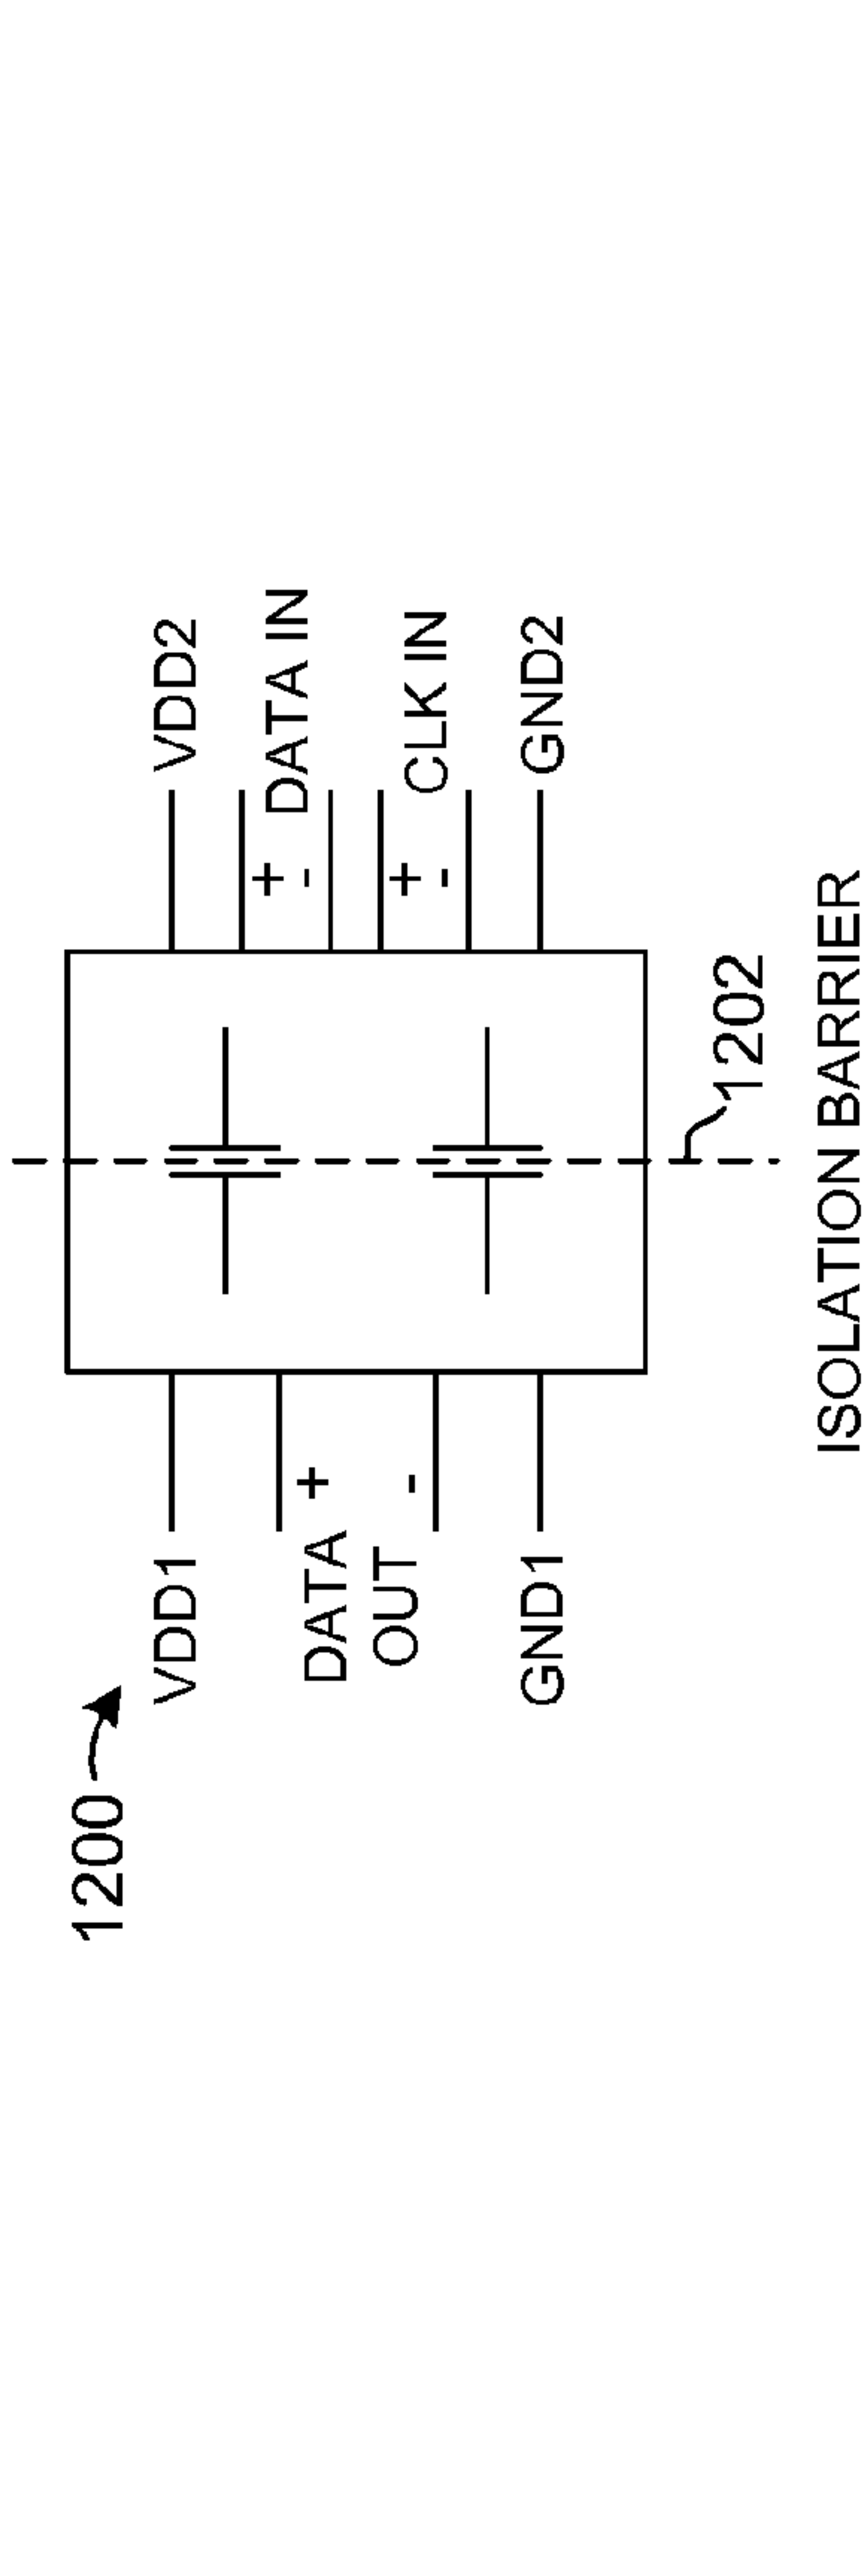 1200
VDD1
DATA +
OUT -
GND1
VDD2
+
- DATA IN
+
- CLK IN
GND2
1202
ISOLATION BARRIER